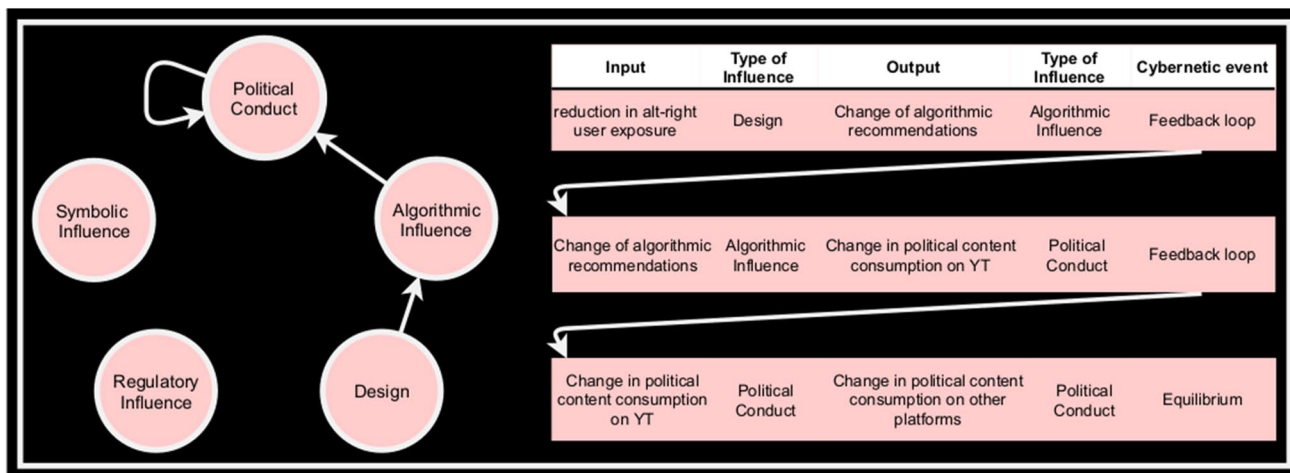 Political
Conduct
Symbolic
Influence
Algorithmic
Influence
Regulatory
Influence
Design
Input
Type of
Influence
Output
Type of
Influence
Cybernetic event
reduction in alt-right
user exposure
Design
Change of algorithmic
recommendations
Algorithmic
Influence
Feedback loop
Change of algorithmic
recommendations
Algorithmic
Influence
Change in political content
consumption on YT
Political
Conduct
Feedback loop
Change in political
content consumption
on YT
Political
Conduct
Change in political content
consumption on other
platforms
Political
Conduct
Equilibrium